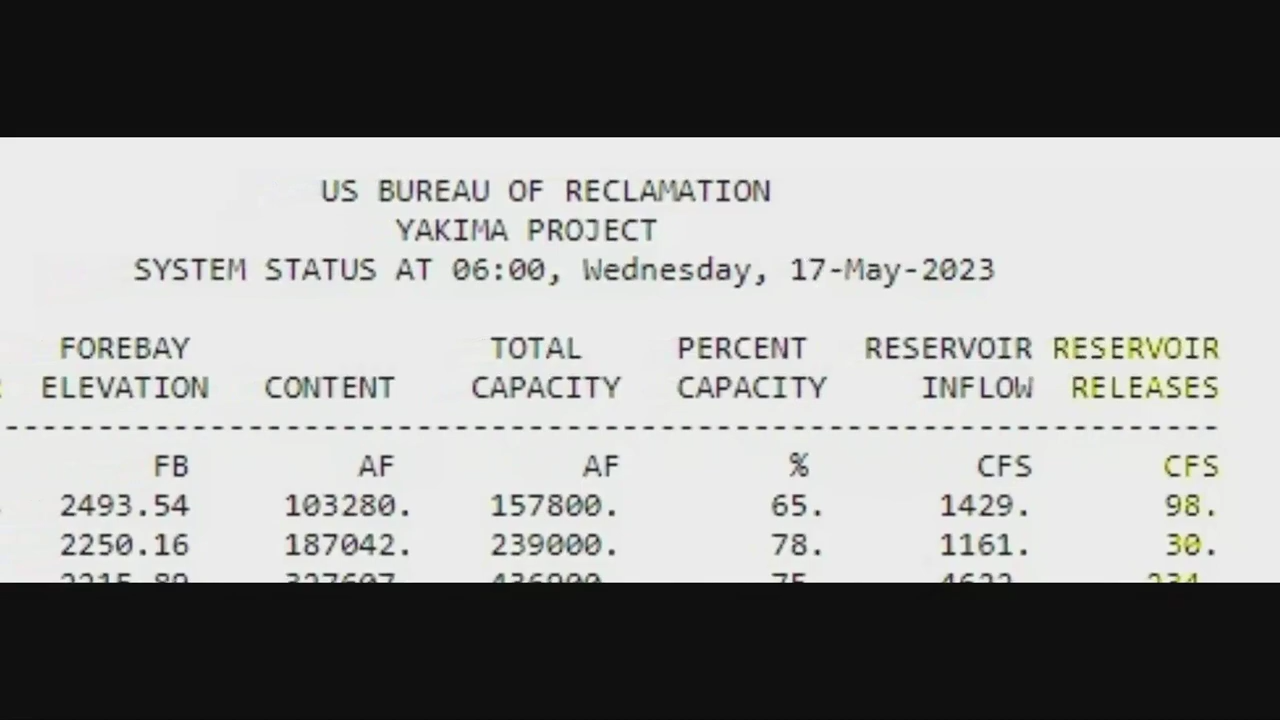 US BUREAU OF RECLAMATION
YAKIMA PROJECT
SYSTEM STATUS AT 06:00, Wednesday, 17-May-2023
FOREBAY TOTAL PERCENT RESERVOIR RESERVOIR
ELEVATION CONTENT CAPACITY CAPACITY INFLOW RELEASES
--------------------------------------------------------------------
FB AF AF % CFS CFS
2493.54 103280. 157800. 65. 1429. 98.
2250.16 187042. 239000. 78. 1161. 30.